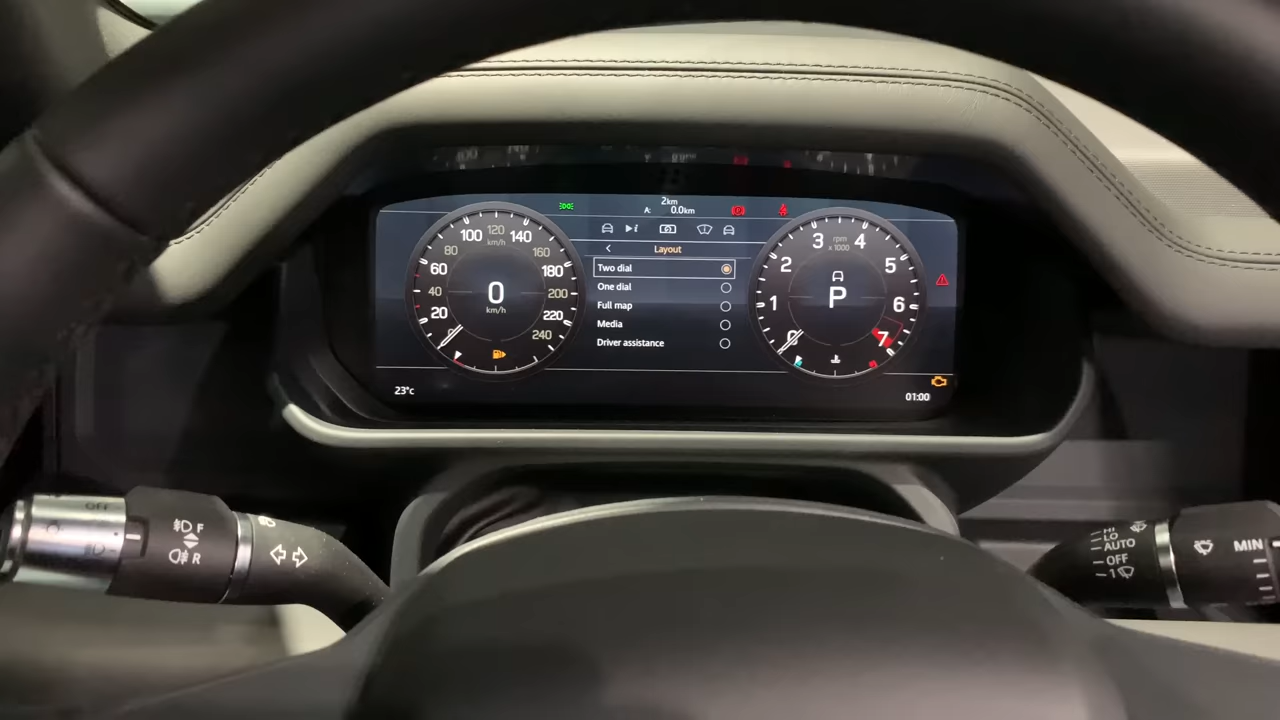 2km
A: 0.0km
Layout
Two dial
One dial
Full map
Media
Driver assistance
20
40
60
80
100
120
140
160
180
200
220
240
km/h
0
km/h
1
2
3
4
5
6
7
rpm
x 1000
P
23°c
01:00
OFF
F
R
HI
LO
AUTO
OFF
1
MIN